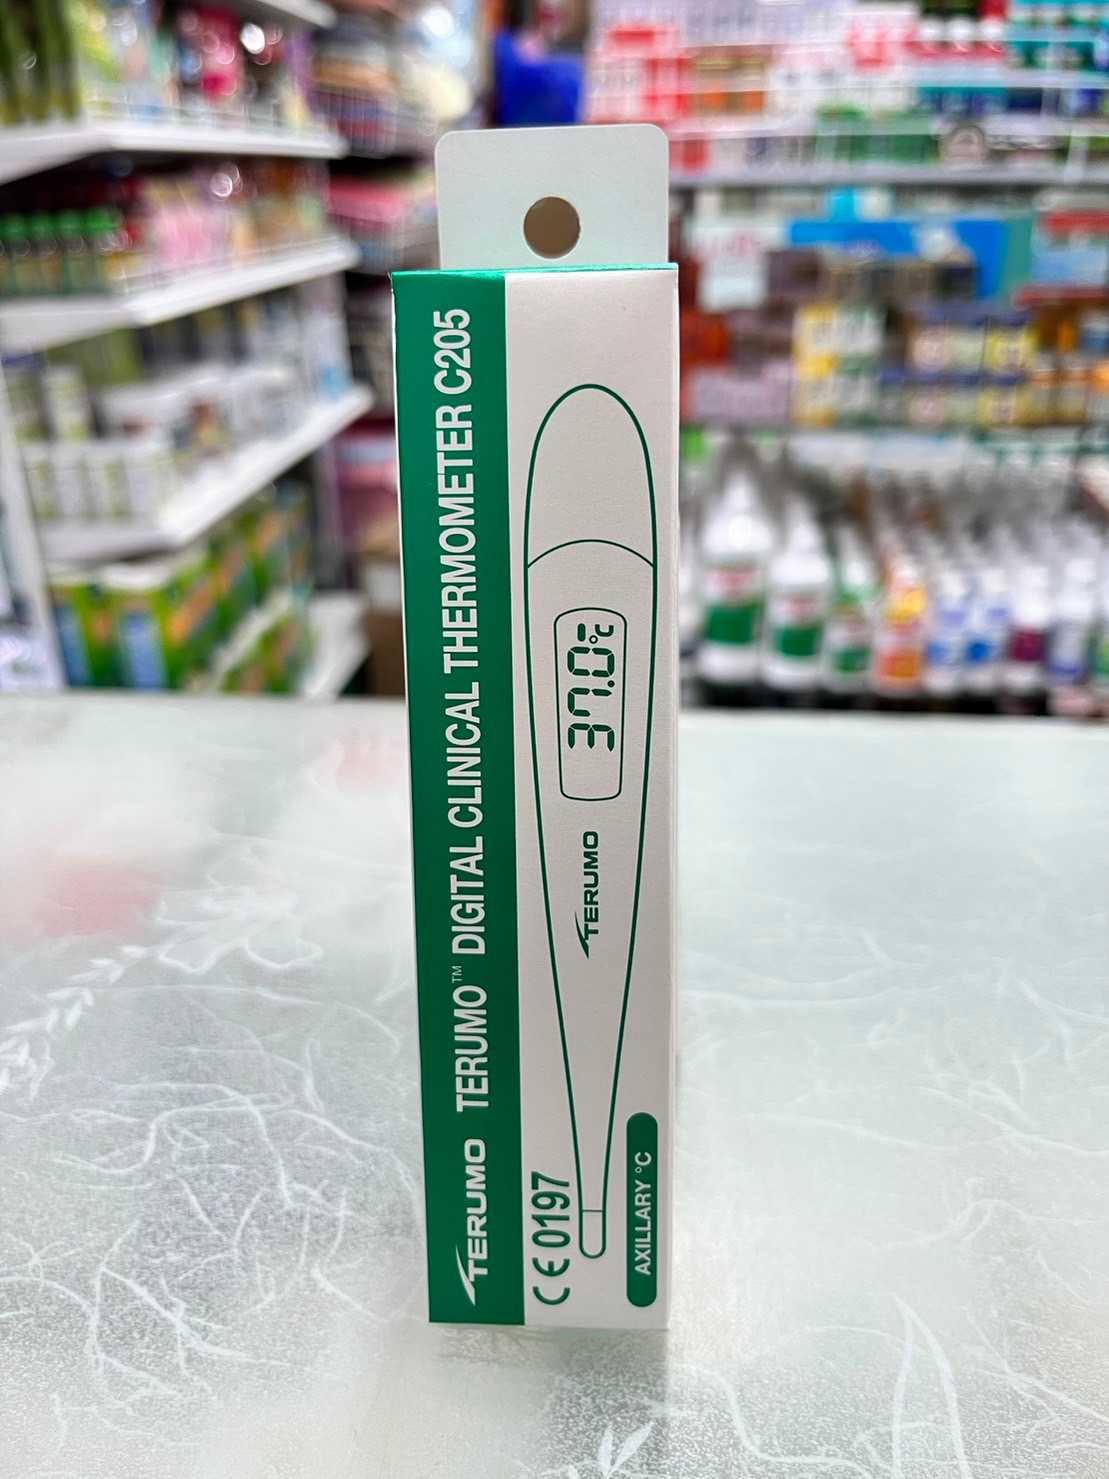 TERUMO TERUMO™ DIGITAL CLINICAL THERMOMETER C205
37.0°C
TERUMO
CE 0197
AXILLARY °C